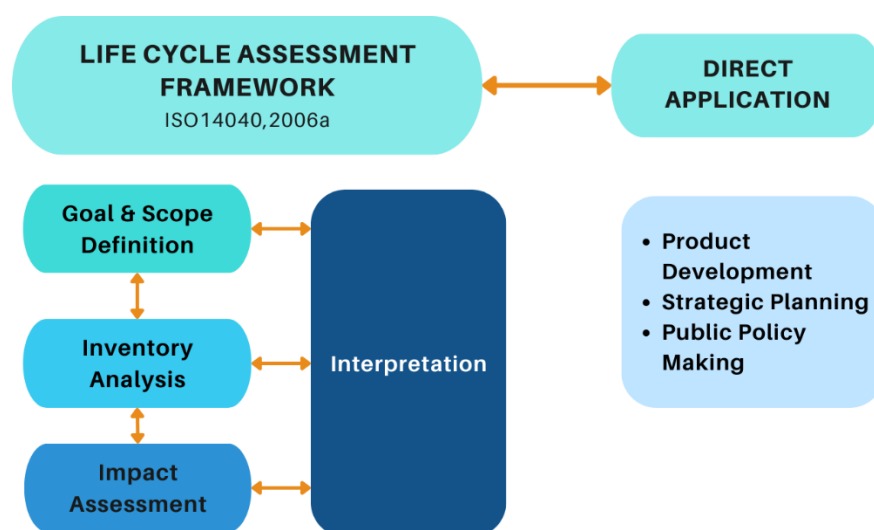 LIFE CYCLE ASSESSMENT
FRAMEWORK
ISO14040,2006a
DIRECT
APPLICATION
Goal & Scope
Definition
Inventory
Analysis
Impact
Assessment
Interpretation
• Product
Development
• Strategic Planning
• Public Policy
Making